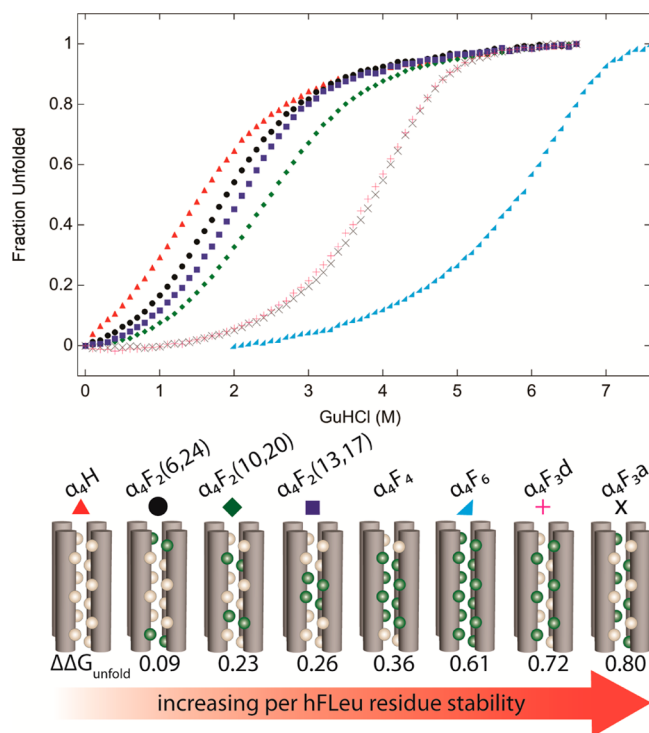 1
0.8
0.6
0.4
0.2
0
Fraction Unfolded
0 1 2 3 4 5 6 7
GuHCl (M)
α₄H α₄F₂(6,24) α₄F₂(10,20) α₄F₂(13,17) α₄F₄ α₄F₆ α₄F₃d α₄F₃a
ΔΔG unfold 0.09 0.23 0.26 0.36 0.61 0.72 0.80
increasing per hFLeu residue stability